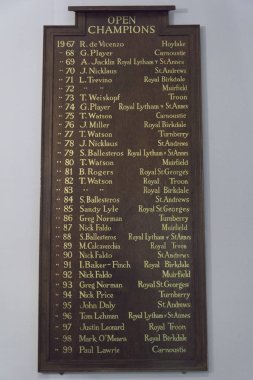 OPEN
CHAMPIONS
1967 R. de Vicenzo Hoylake
" 68 G. Player Carnoustie
" 69 A. Jacklin Royal Lytham & St Annes
" 70 J. Nicklaus St Andrews
" 71 L. Trevino Royal Birkdale
" 72 " " Muirfield
" 73 T. Weiskopf Troon
" 74 G. Player Royal Lytham & St Annes
" 75 T. Watson Carnoustie
" 76 J. Miller Royal Birkdale
" 77 T. Watson Turnberry
" 78 J. Nicklaus St Andrews
" 79 S. Ballesteros Royal Lytham & St Annes
" 80 T. Watson Muirfield
" 81 B. Rogers Royal St Georges
" 82 T. Watson Royal Troon
" 83 " " Royal Birkdale
" 84 S. Ballesteros St Andrews
" 85 Sandy Lyle Royal St Georges
" 86 Greg Norman Turnberry
" 87 Nick Faldo Muirfield
" 88 S. Ballesteros Royal Lytham & St Annes
" 89 M. Calcavecchia Royal Troon
" 90 Nick Faldo St Andrews
" 91 I. Baker-Finch Royal Birkdale
" 92 Nick Faldo Muirfield
" 93 Greg Norman Royal St Georges
" 94 Nick Price Turnberry
" 95 John Daly St Andrews
" 96 Tom Lehman Royal Lytham & St Annes
" 97 Justin Leonard Royal Troon
" 98 Mark O'Meara Royal Birkdale
" 99 Paul Lawrie Carnoustie